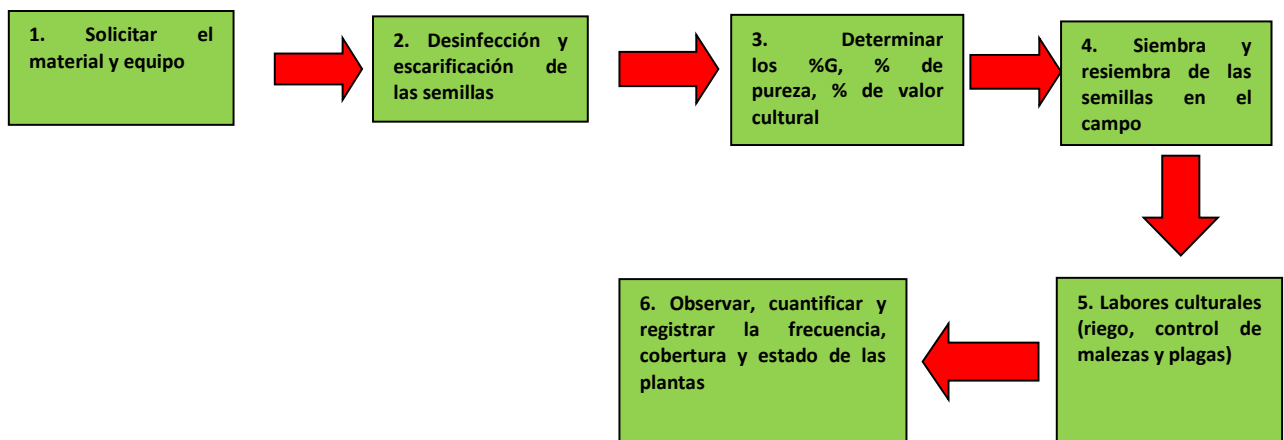 1. Solicitar el
material y equipo
2. Desinfección y
escarificación de
las semillas
3. Determinar
los %G, % de
pureza, % de valor
cultural
4. Siembra y
resiembra de las
semillas en el
campo
5. Labores culturales
(riego, control de
malezas y plagas)
6. Observar, cuantificar y
registrar la frecuencia,
cobertura y estado de las
plantas